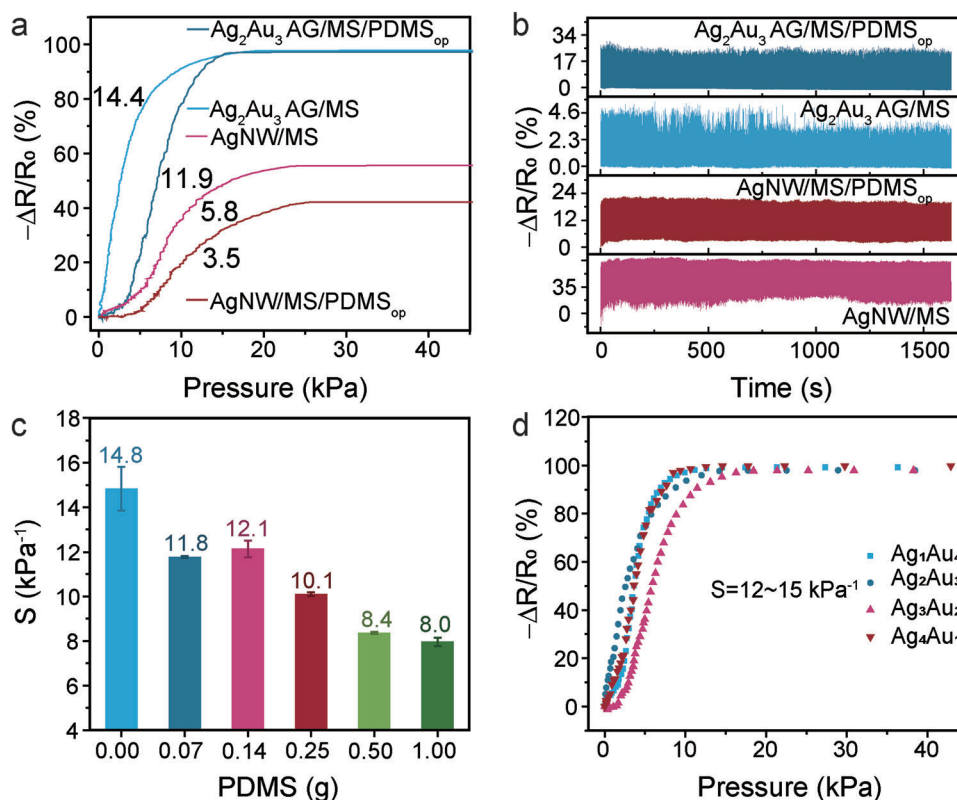 a
Ag₂Au₃ AG/MS/PDMSop
Ag₂Au₃ AG/MS
AgNW/MS
AgNW/MS/PDMSop
14.4
11.9
5.8
3.5
−ΔR/R₀ (%)
100
80
60
40
20
0
0 10 20 30 40
Pressure (kPa)
b
Ag₂Au₃ AG/MS/PDMSop
Ag₂Au₃ AG/MS
AgNW/MS/PDMSop
AgNW/MS
−ΔR/R₀ (%)
34
17
0
4.6
2.3
0.0
24
12
0
35
0
0 500 1000 1500
Time (s)
c
S (kPa⁻¹)
18
16
14
12
10
8
6
4
14.8
11.8
12.1
10.1
8.4
8.0
0.00 0.07 0.14 0.25 0.50 1.00
PDMS (g)
d
−ΔR/R₀ (%)
120
100
80
60
40
20
0
S=12~15 kPa⁻¹
Ag₁Au₄
Ag₂Au₃
Ag₃Au₂
Ag₄Au
0 10 20 30 40
Pressure (kPa)